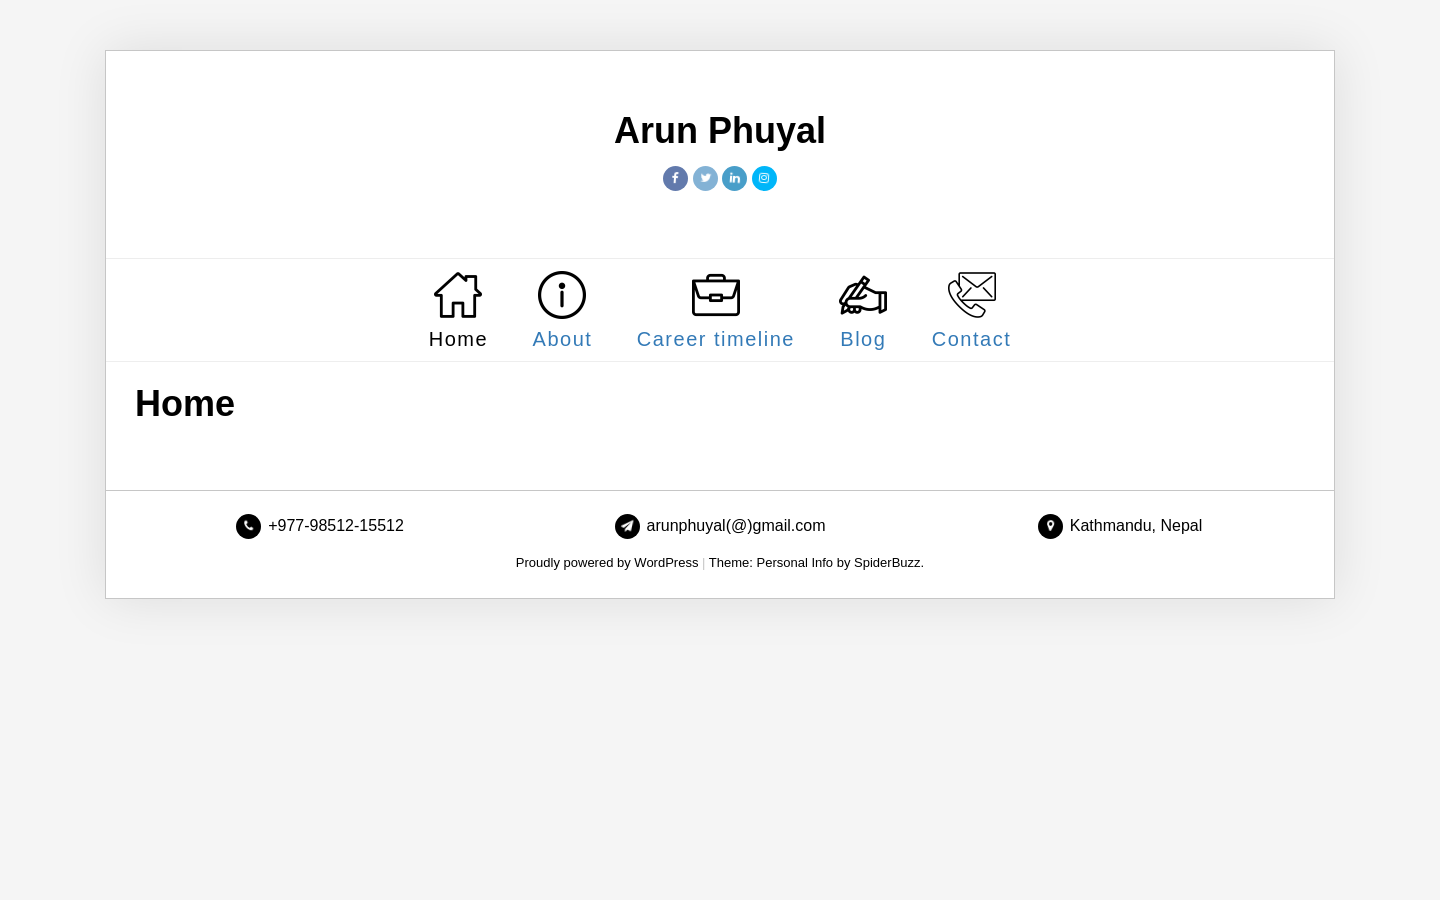 Arun Phuyal
Home
About
Career timeline
Blog
Contact
Home
+977-98512-15512
arunphuyal(@)gmail.com
Kathmandu, Nepal
Proudly powered by WordPress | Theme: Personal Info by SpiderBuzz.